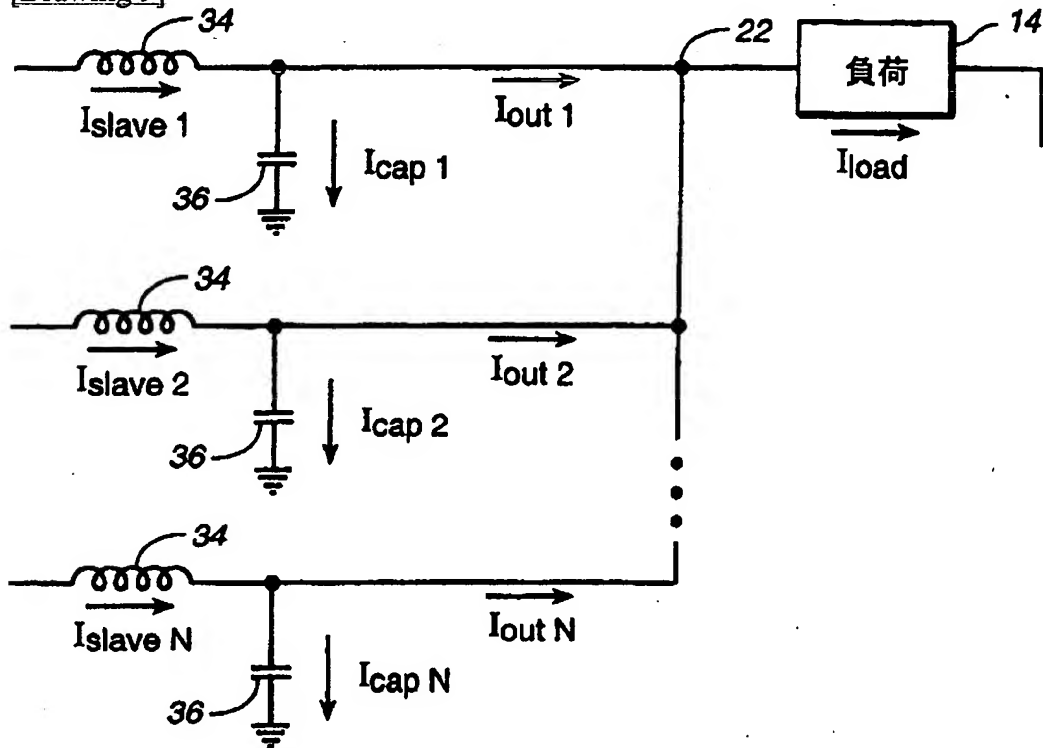 34
22
14
負荷
Islave 1
Iout 1
Icap 1
Iload
36
34
Islave 2
Iout 2
Icap 2
36
34
Islave N
Iout N
Icap N
36